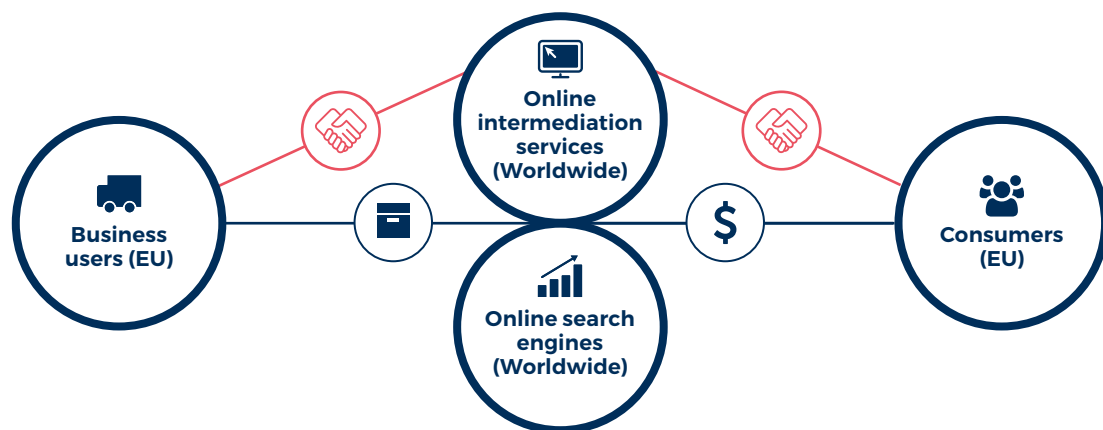 Online
intermediation
services
(Worldwide)
Business
users (EU)
$
Consumers
(EU)
Online search
engines
(Worldwide)